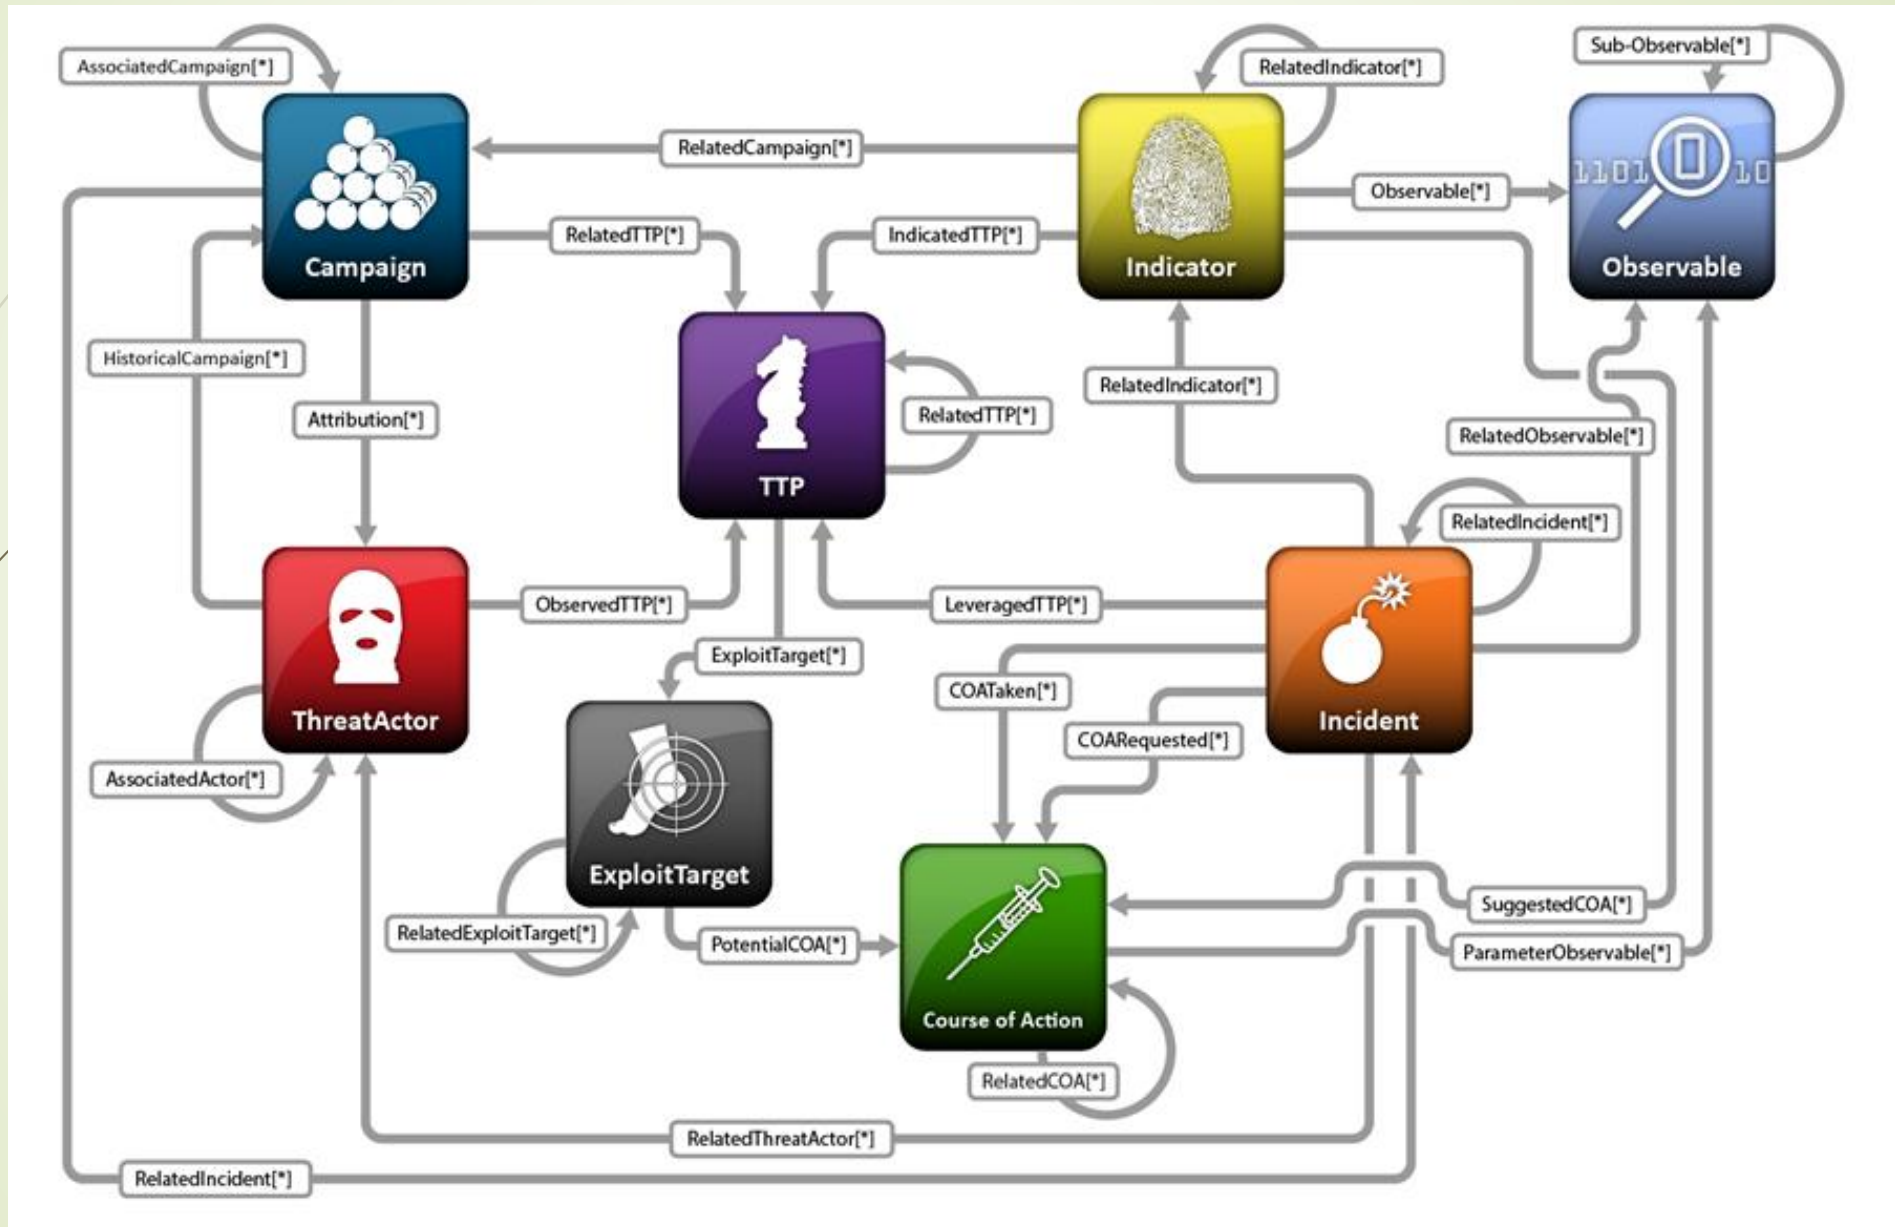 Sub-Observable[*]
AssociatedCampaign[*]
RelatedIndicator[*]
RelatedCampaign[*]
1101 0 10
Observable[*]
RelatedTTP[*]
IndicatedTTP[*]
Campaign
Indicator
Observable
HistoricalCampaign[*]
RelatedIndicator[*]
Attribution[*]
RelatedTTP[*]
RelatedObservable[*]
TTP
RelatedIncident[*]
ObservedTTP[*]
LeveragedTTP[*]
ExploitTarget[*]
COATaken[*]
ThreatActor
Incident
COARequested[*]
AssociatedActor[*]
ExploitTarget
SuggestedCOA[*]
RelatedExploitTarget[*]
PotentialCOA[*]
ParameterObservable[*]
Course of Action
RelatedCOA[*]
RelatedThreatActor[*]
RelatedIncident[*]